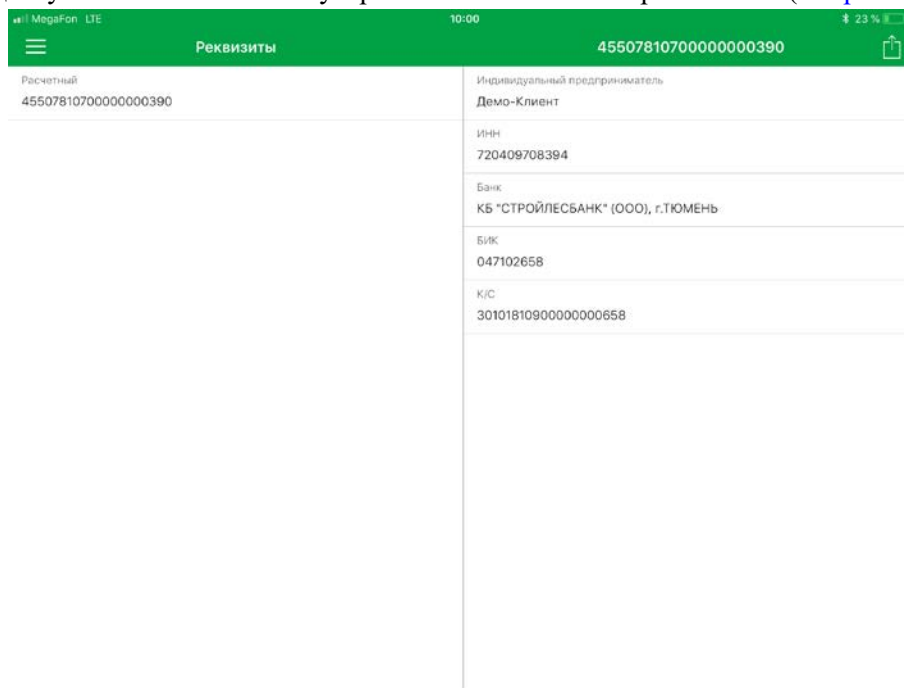 MegaFon LTE 10:00 23 %
Реквизиты
45507810700000000390
Расчетный
45507810700000000390
Индивидуальный предприниматель
Демо-Клиент
ИНН
720409708394
Банк
КБ "СТРОЙЛЕСБАНК" (ООО), г.ТЮМЕНЬ
БИК
047102658
К/С
30101810900000000658